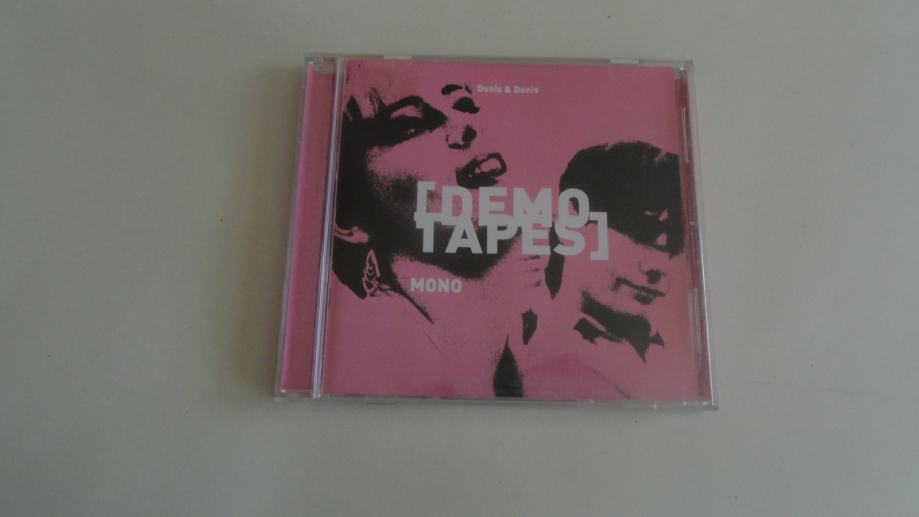 Denis & Denis
[DEMO
TAPES]
MONO